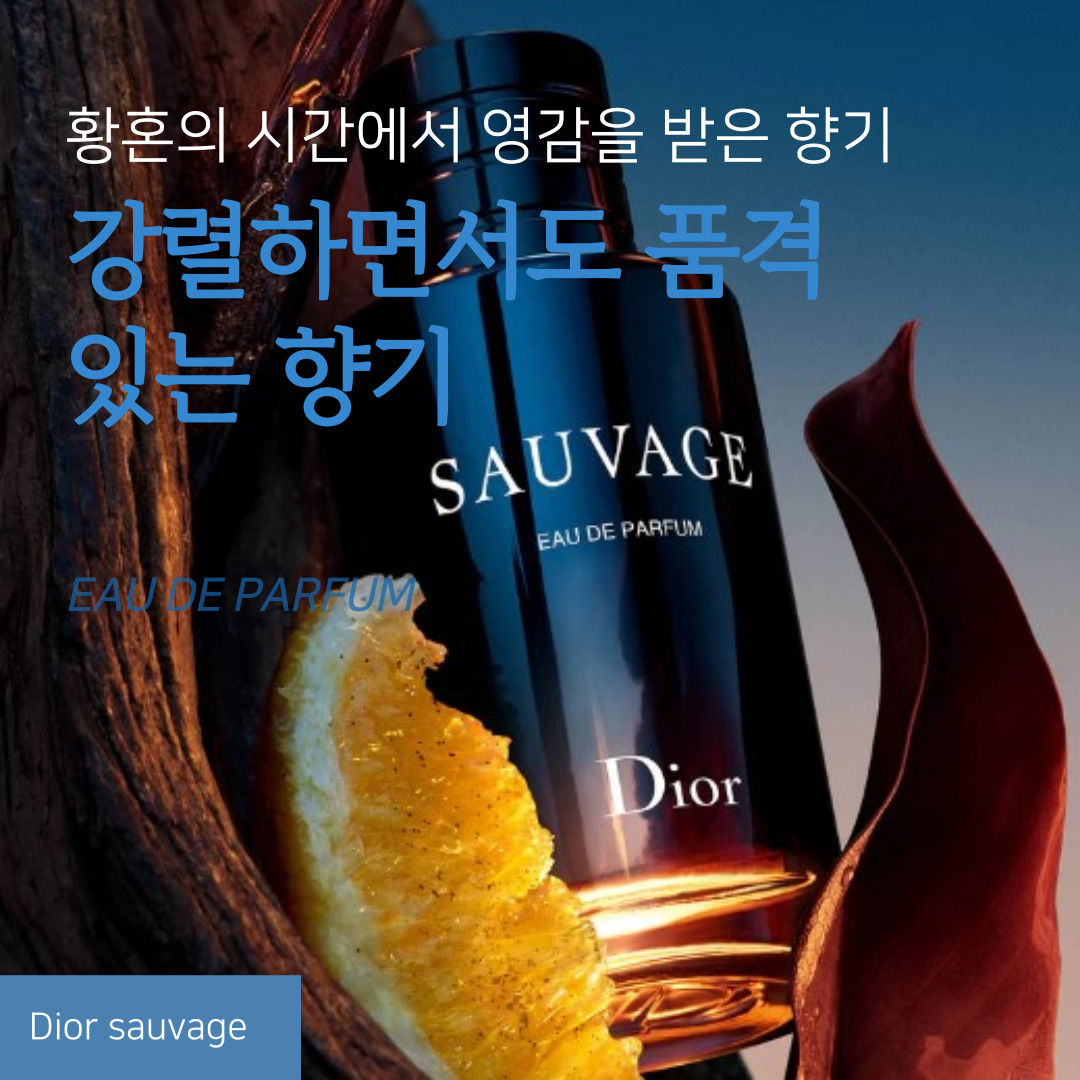 황혼의 시간에서 영감을 받은 향기
강렬하면서도 품격
있는 향기
SAUVAGE
EAU DE PARFUM
EAU DE PARFUM
Dior
Dior sauvage